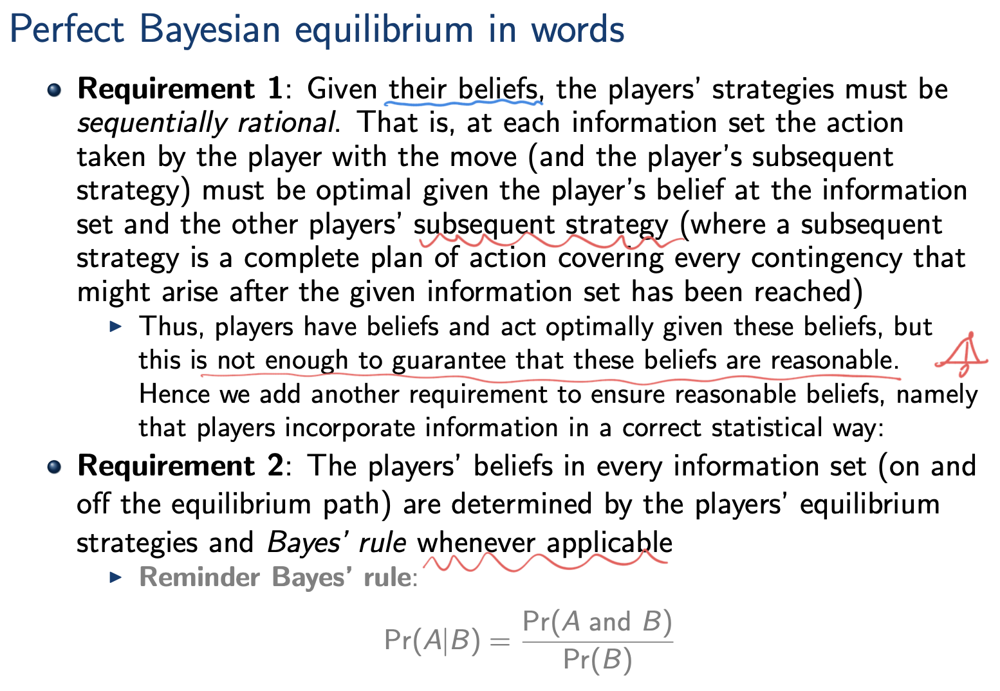 Perfect Bayesian equilibrium in words
Requirement 1: Given their beliefs, the players' strategies must be
sequentially rational. That is, at each information set the action
taken by the player with the move (and the player's subsequent
strategy) must be optimal given the player's belief at the information
set and the other players' subsequent strategy (where a subsequent
strategy is a complete plan of action covering every contingency that
might arise after the given information set has been reached)
Thus, players have beliefs and act optimally given these beliefs, but
this is not enough to guarantee that these beliefs are reasonable.
Hence we add another requirement to ensure reasonable beliefs, namely
that players incorporate information in a correct statistical way:
Requirement 2: The players' beliefs in every information set (on and
off the equilibrium path) are determined by the players' equilibrium
strategies and Bayes' rule whenever applicable
Reminder Bayes' rule:
Pr(A|B) = Pr(A and B) / Pr(B)